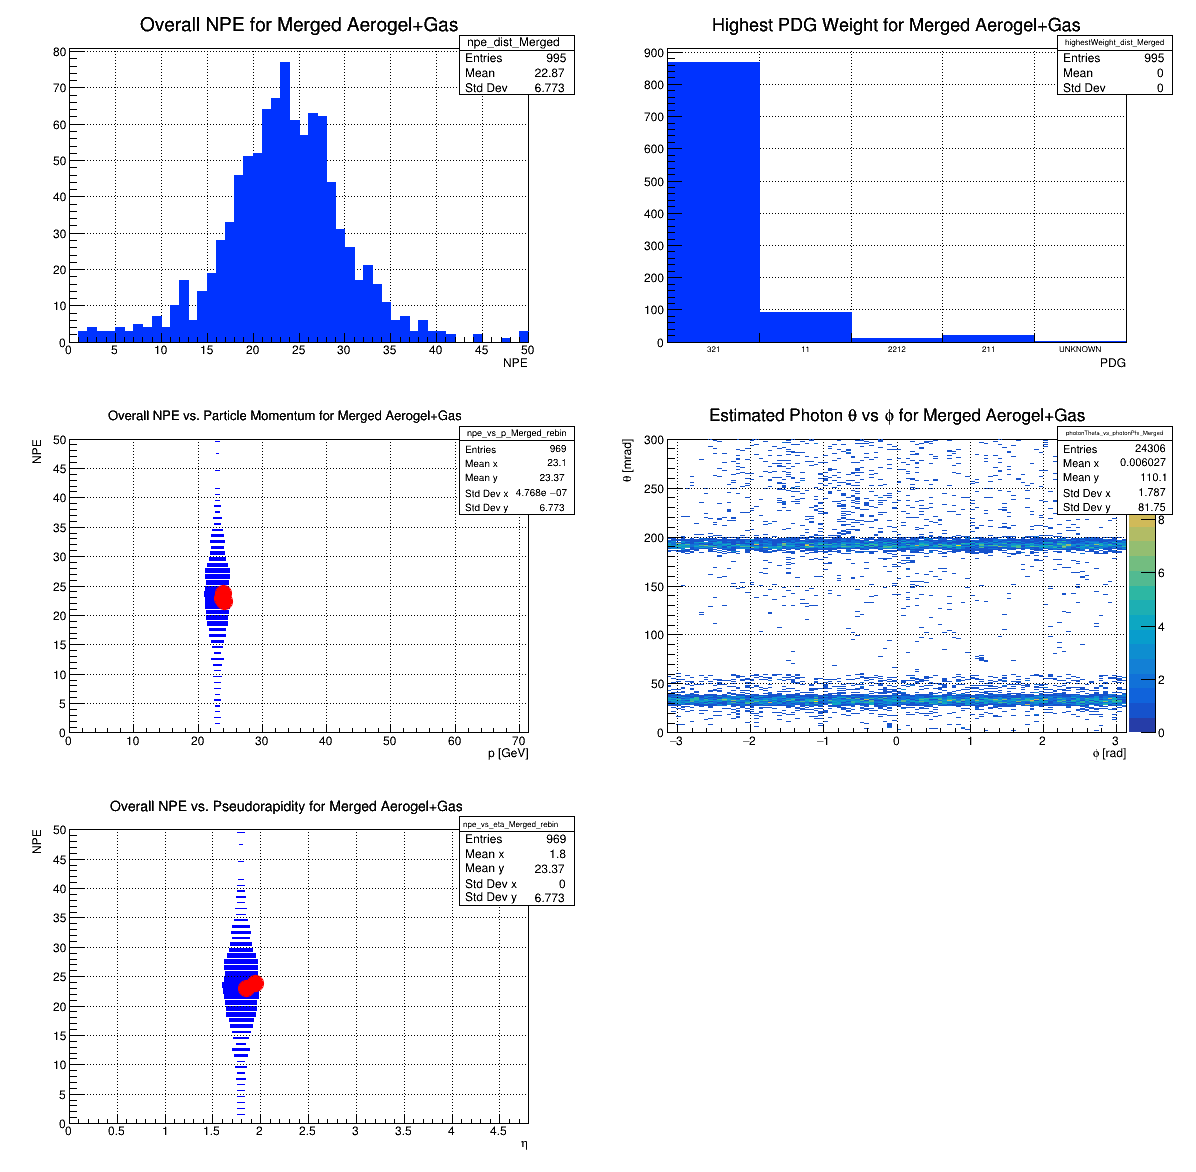 Overall NPE for Merged Aerogel+Gas
npe_dist_Merged
Entries 995
Mean 22.87
Std Dev 6.773
80
70
60
50
40
30
20
10
0
0 5 10 15 20 25 30 35 40 45 50
NPE
Highest PDG Weight for Merged Aerogel+Gas
highestWeight_dist_Merged
Entries 995
Mean 0
Std Dev 0
900
800
700
600
500
400
300
200
100
0
321 11 2212 211 UNKNOWN
PDG
Overall NPE vs. Particle Momentum for Merged Aerogel+Gas
npe_vs_p_Merged_rebin
Entries 969
Mean x 23.1
Mean y 23.37
Std Dev x 4.768e −07
Std Dev y 6.773
NPE
50
45
40
35
30
25
20
15
10
5
0
0 10 20 30 40 50 60 70
p [GeV]
Estimated Photon θ vs ϕ for Merged Aerogel+Gas
photonTheta_vs_photonPhi_Merged
Entries 24306
Mean x 0.006027
Mean y 110.1
Std Dev x 1.787
Std Dev y 81.75
θ [mrad]
300
250
200
150
100
50
0
−3 −2 −1 0 1 2 3
ϕ [rad]
8
6
4
2
0
Overall NPE vs. Pseudorapidity for Merged Aerogel+Gas
npe_vs_eta_Merged_rebin
Entries 969
Mean x 1.8
Mean y 23.37
Std Dev x 0
Std Dev y 6.773
NPE
50
45
40
35
30
25
20
15
10
5
0
0 0.5 1 1.5 2 2.5 3 3.5 4 4.5
η